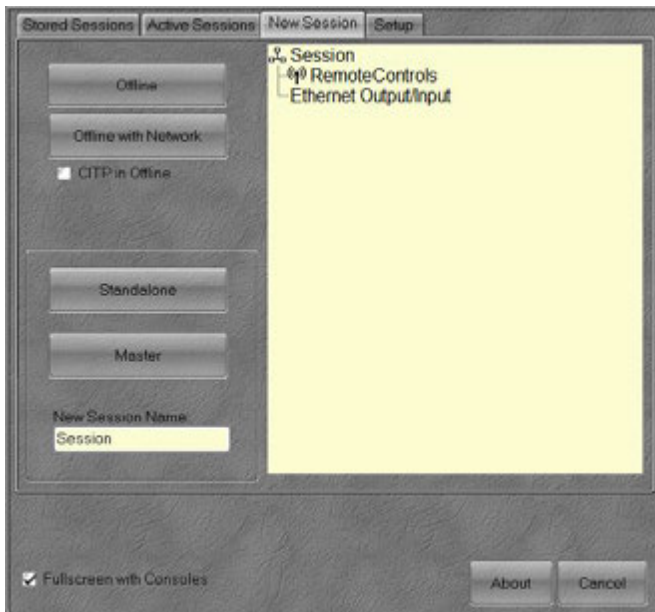 Stored Sessions
Active Sessions
New Session
Setup
Offline
Offline with Network
CITP in Offline
Standalone
Master
New Session Name:
Session
Session
RemoteControls
Ethernet Output/Input
Fullscreen with Consoles
About
Cancel